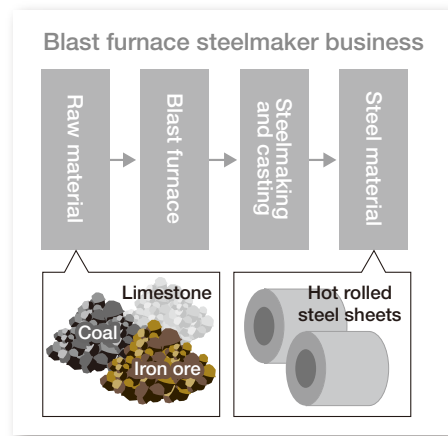 Blast furnace steelmaker business
Raw material
Blast furnace
Steelmaking
and casting
Steel material
Limestone
Coal
Iron ore
Hot rolled
steel sheets